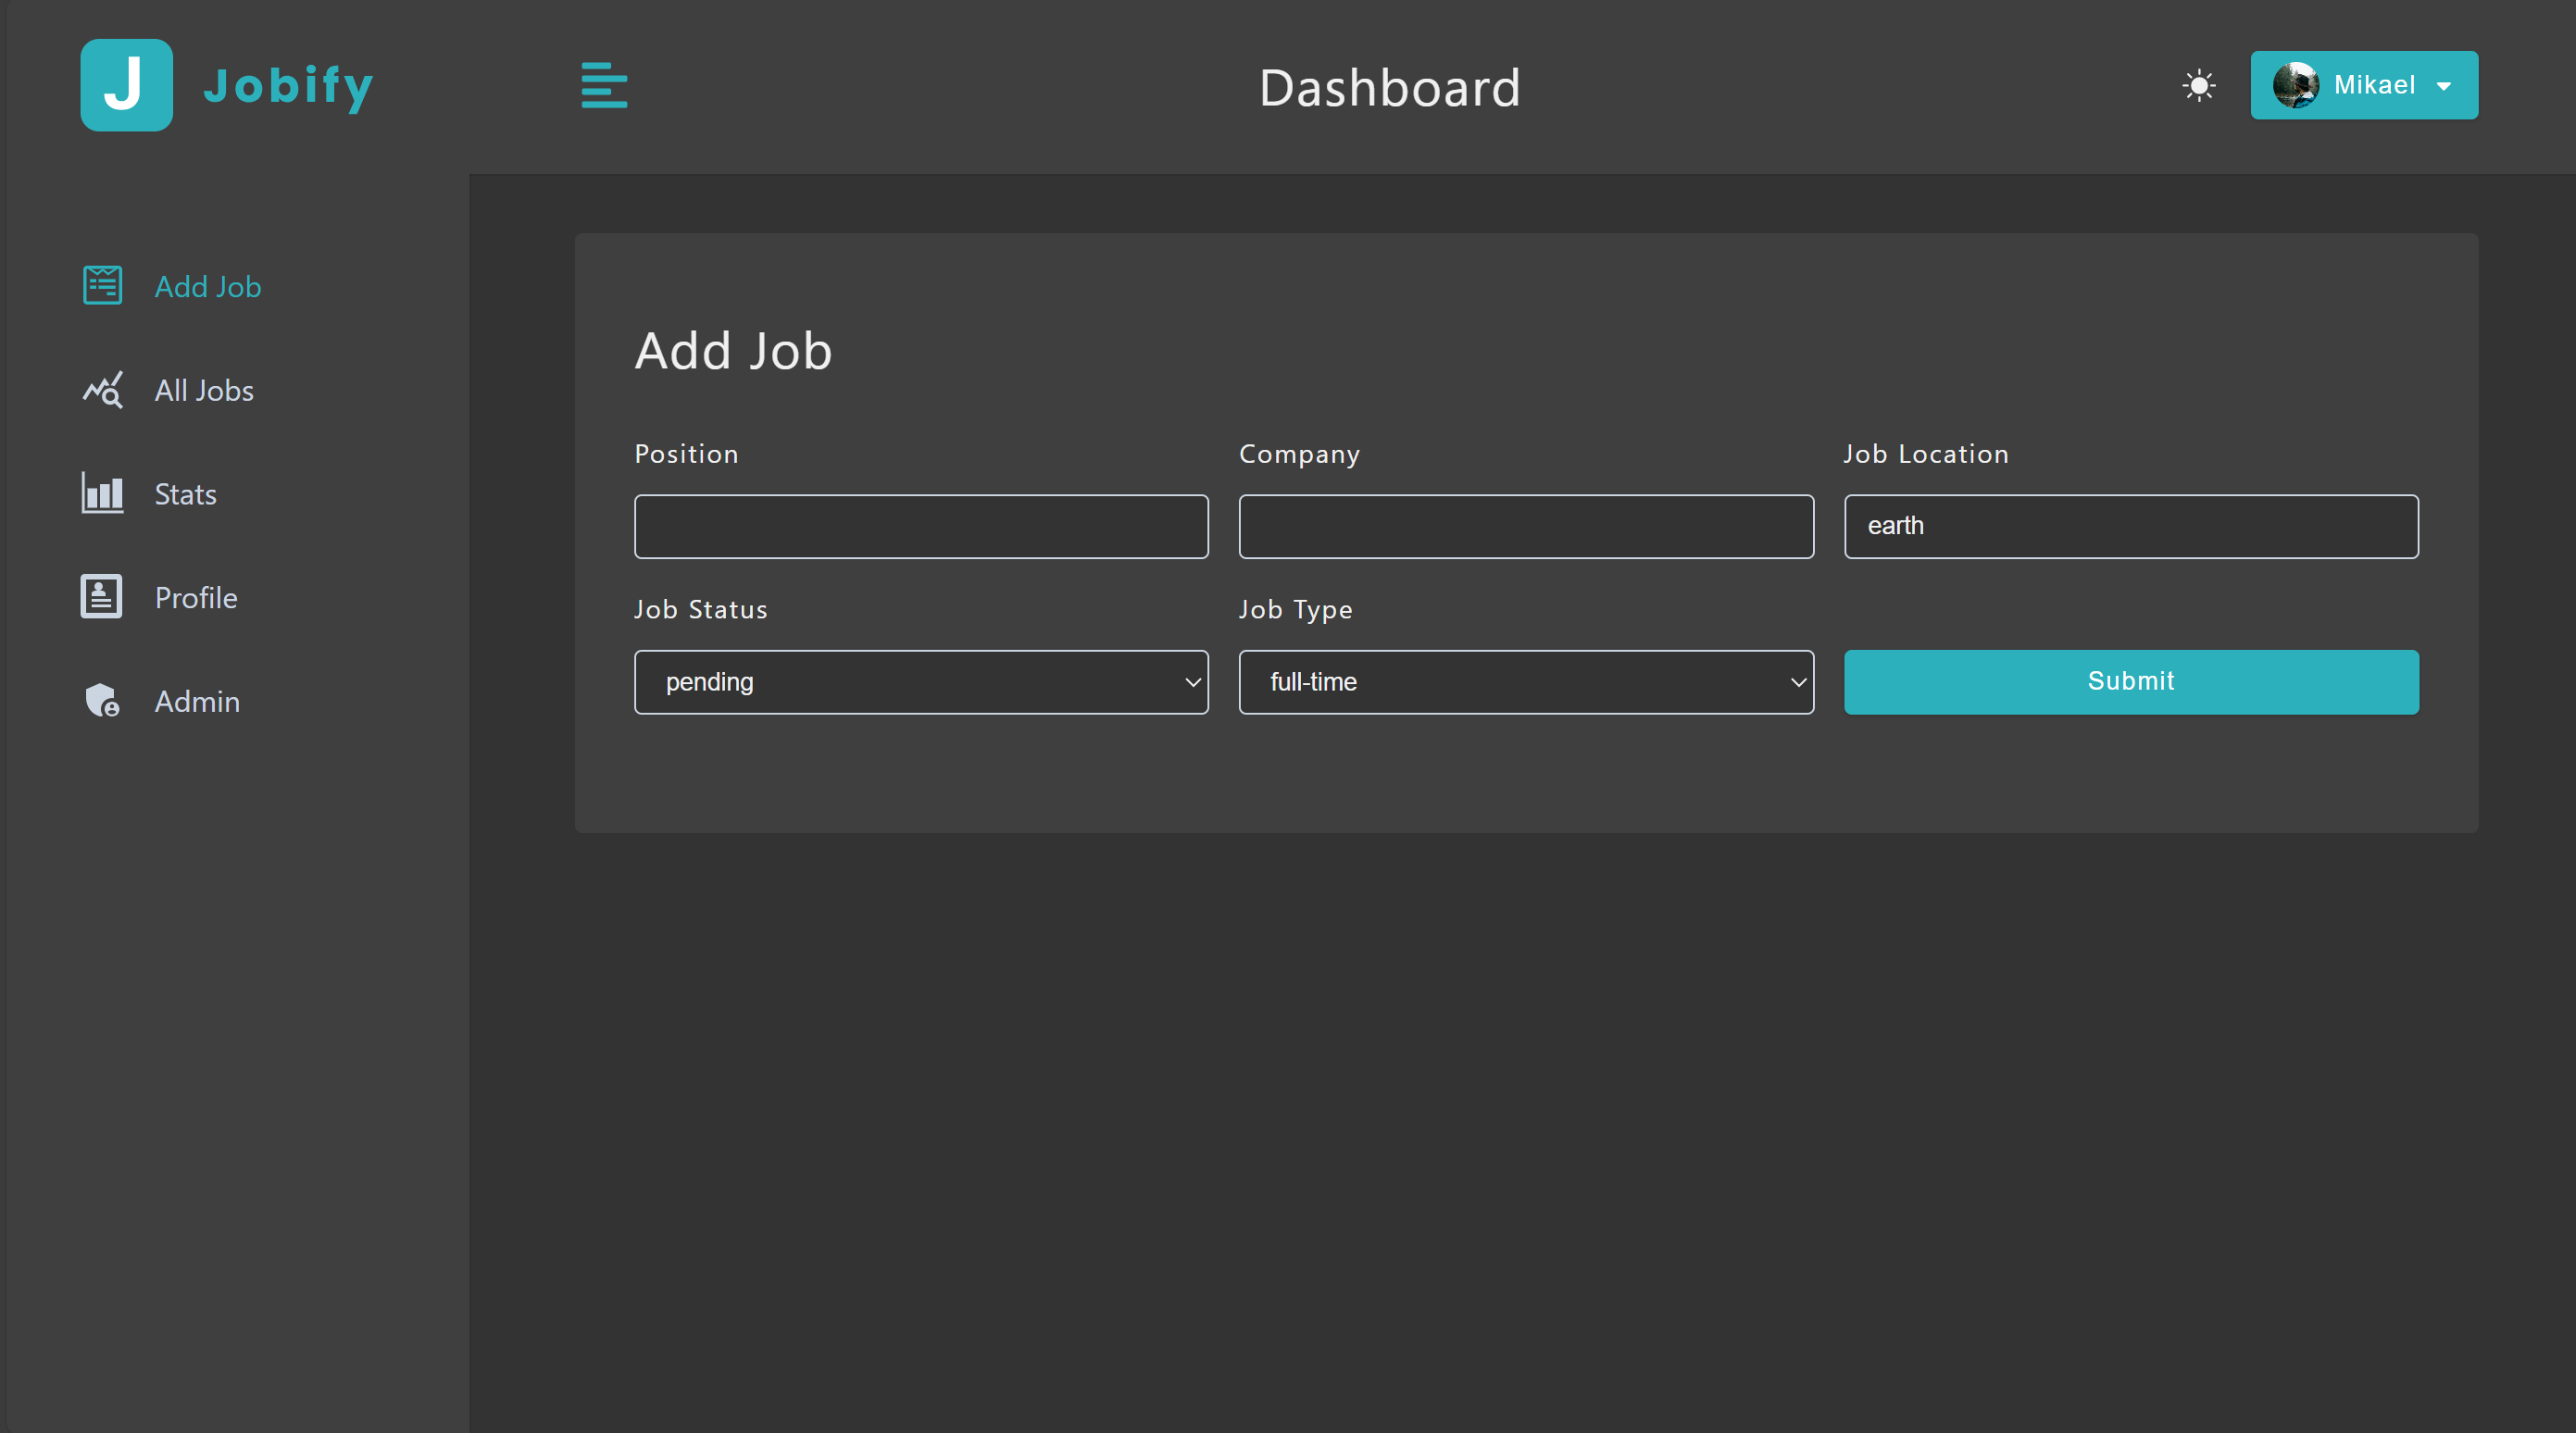 J Jobify
Dashboard
Mikael
Add Job
All Jobs
Stats
Profile
Admin
Add Job
Position
Company
Job Location
earth
Job Status
Job Type
pending
full-time
Submit